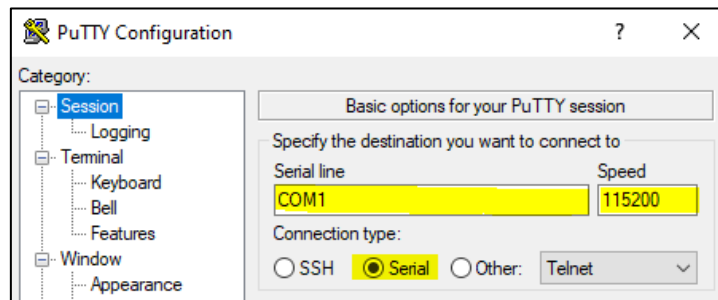 PuTTY Configuration
?
Category:
Session
Logging
Terminal
Keyboard
Bell
Features
Window
Appearance
Basic options for your PuTTY session
Specify the destination you want to connect to
Serial line Speed
COM1 115200
Connection type:
SSH Serial Other: Telnet